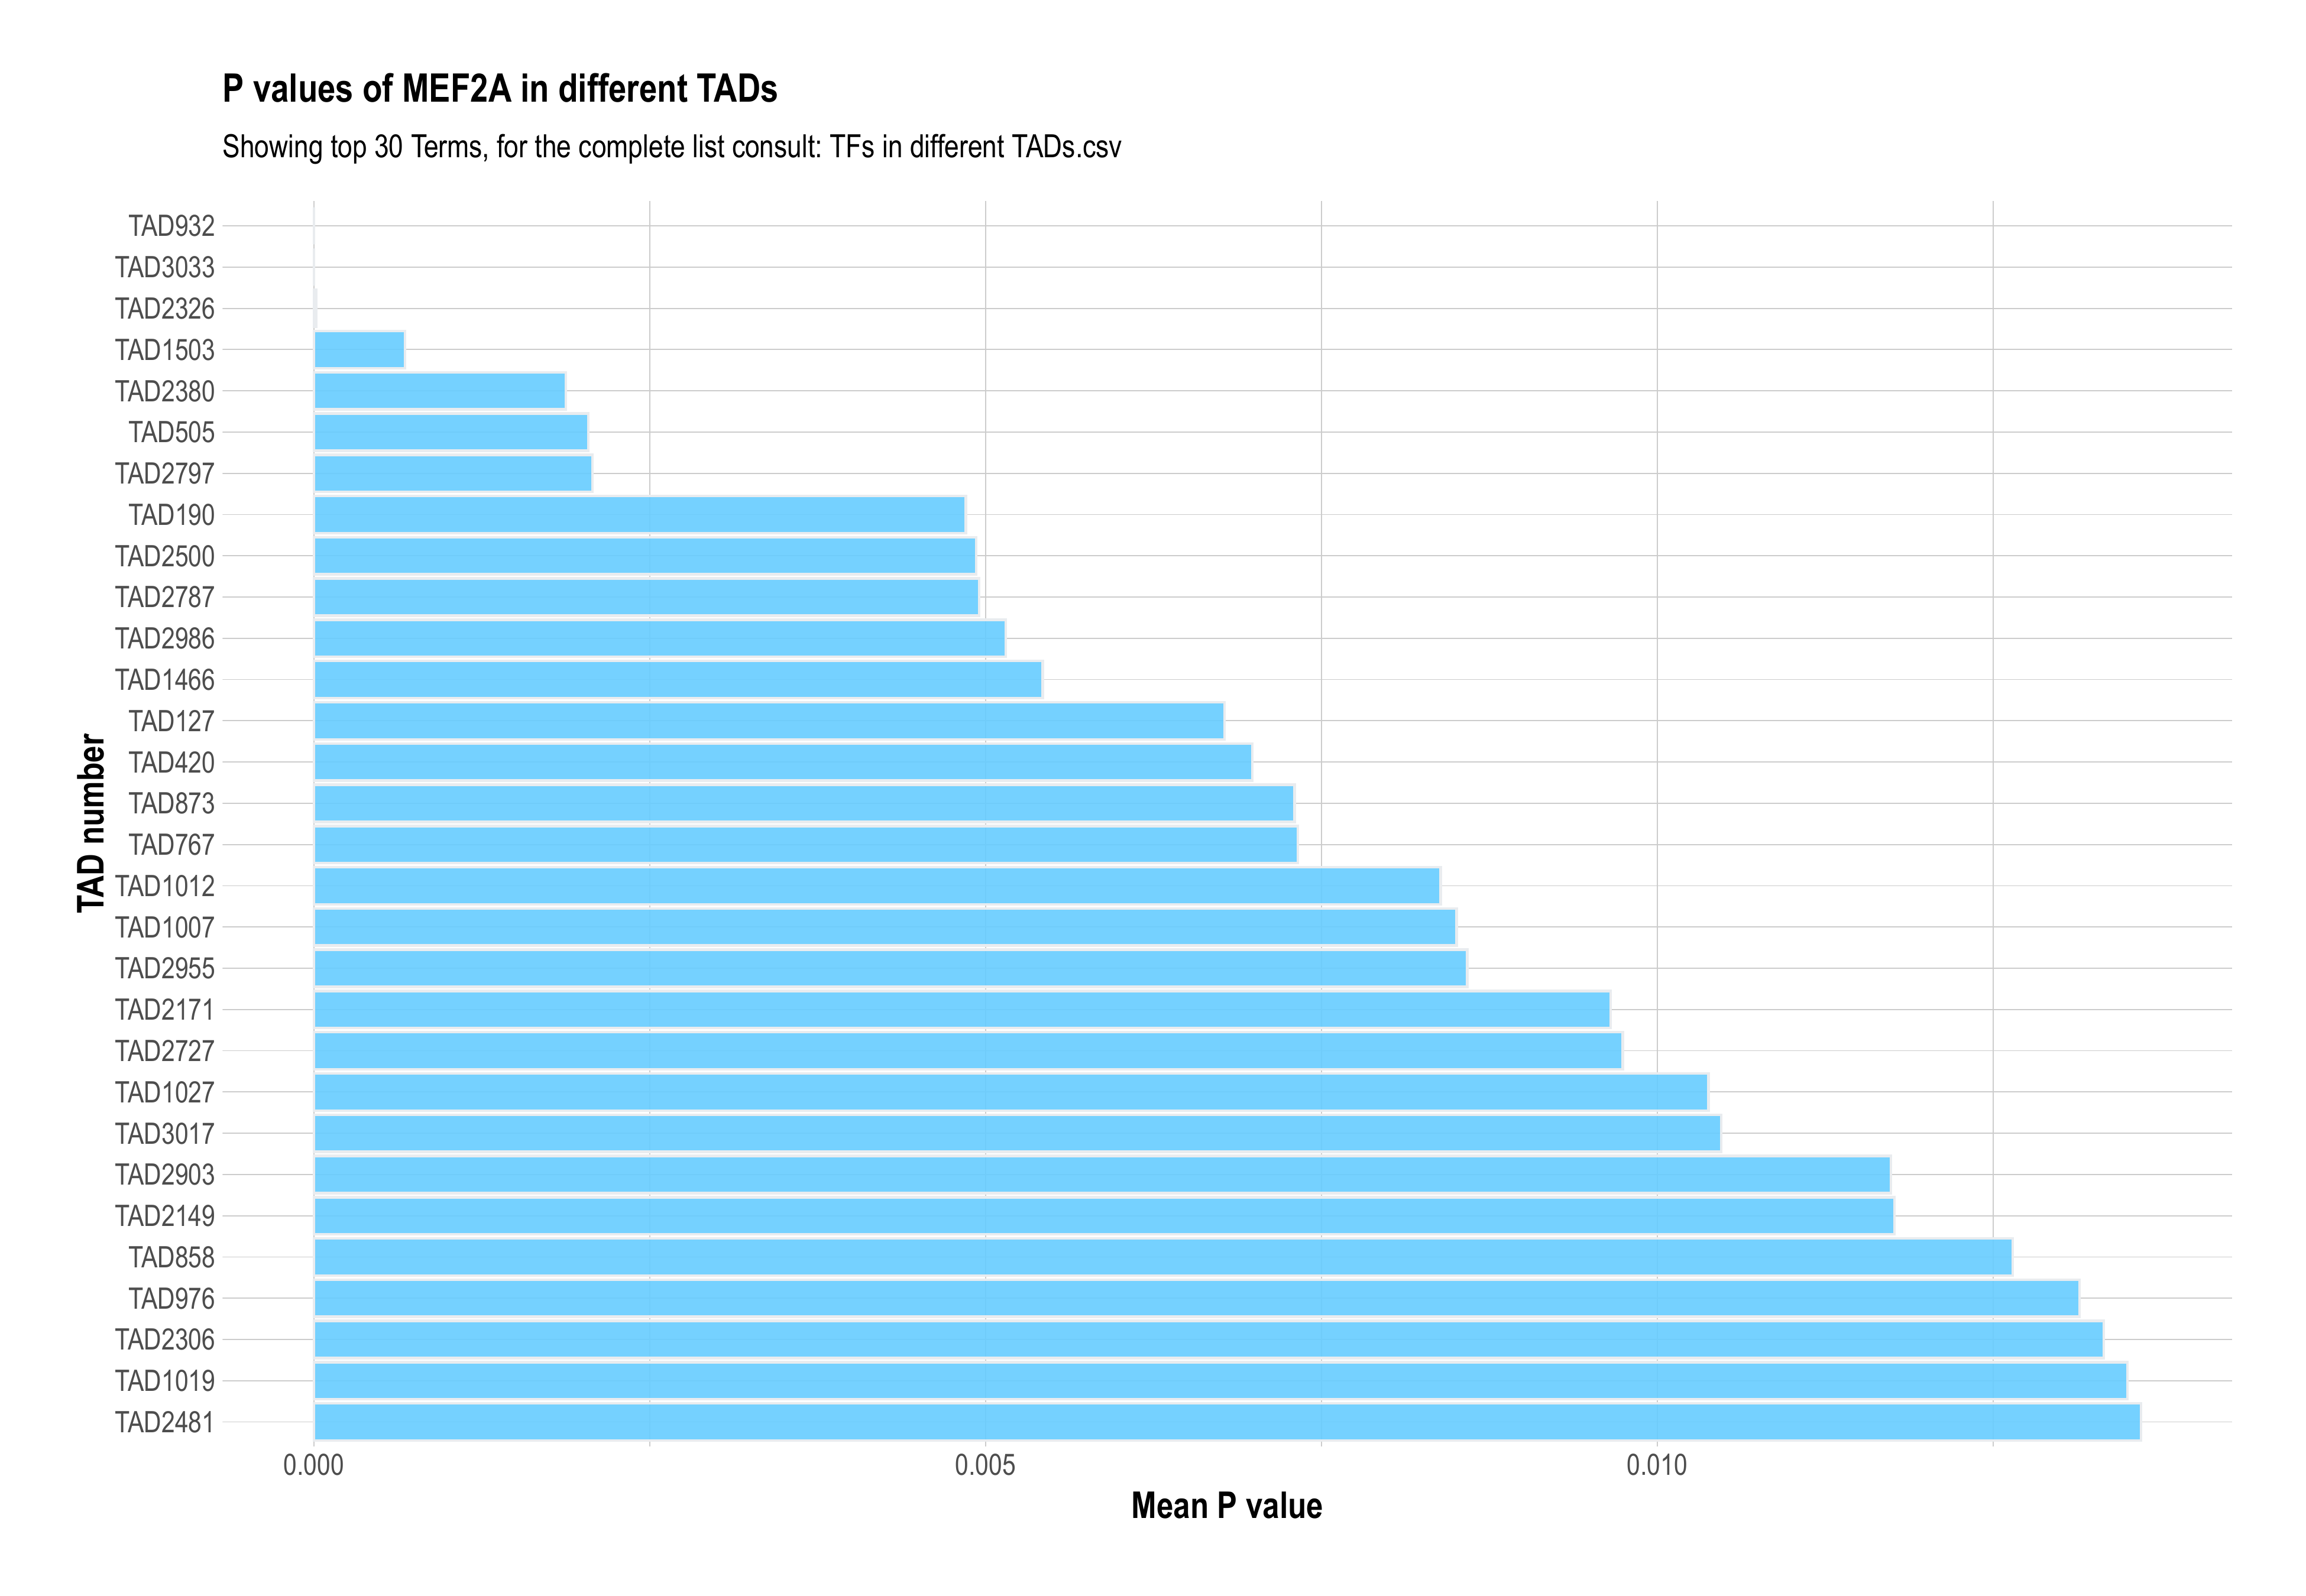 P values of MEF2A in different TADs
Showing top 30 Terms, for the complete list consult: TFs in different TADs.csv
TAD932
TAD3033
TAD2326
TAD1503
TAD2380
TAD505
TAD2797
TAD190
TAD2500
TAD2787
TAD2986
TAD1466
TAD127
TAD420
TAD873
TAD767
TAD1012
TAD1007
TAD2955
TAD2171
TAD2727
TAD1027
TAD3017
TAD2903
TAD2149
TAD858
TAD976
TAD2306
TAD1019
TAD2481
TAD number
0.000 0.005 0.010
Mean P value